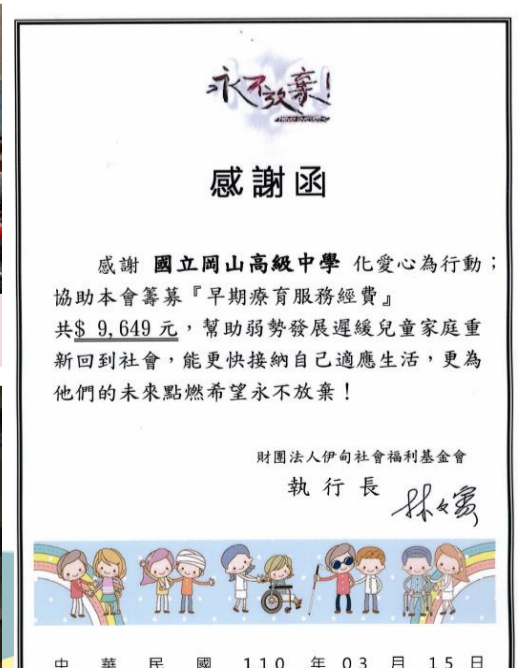 永不放棄!
感謝函
感謝 國立岡山高級中學 化愛心為行動;
協助本會籌募『早期療育服務經費』
共$ 9,649 元,幫助弱勢發展遲緩兒童家庭重
新回到社會,能更快接納自己適應生活,更為
他們的未來點燃希望永不放棄!
財團法人伊甸社會福利基金會
執行長
中華民國 110 年 03 月 15 日